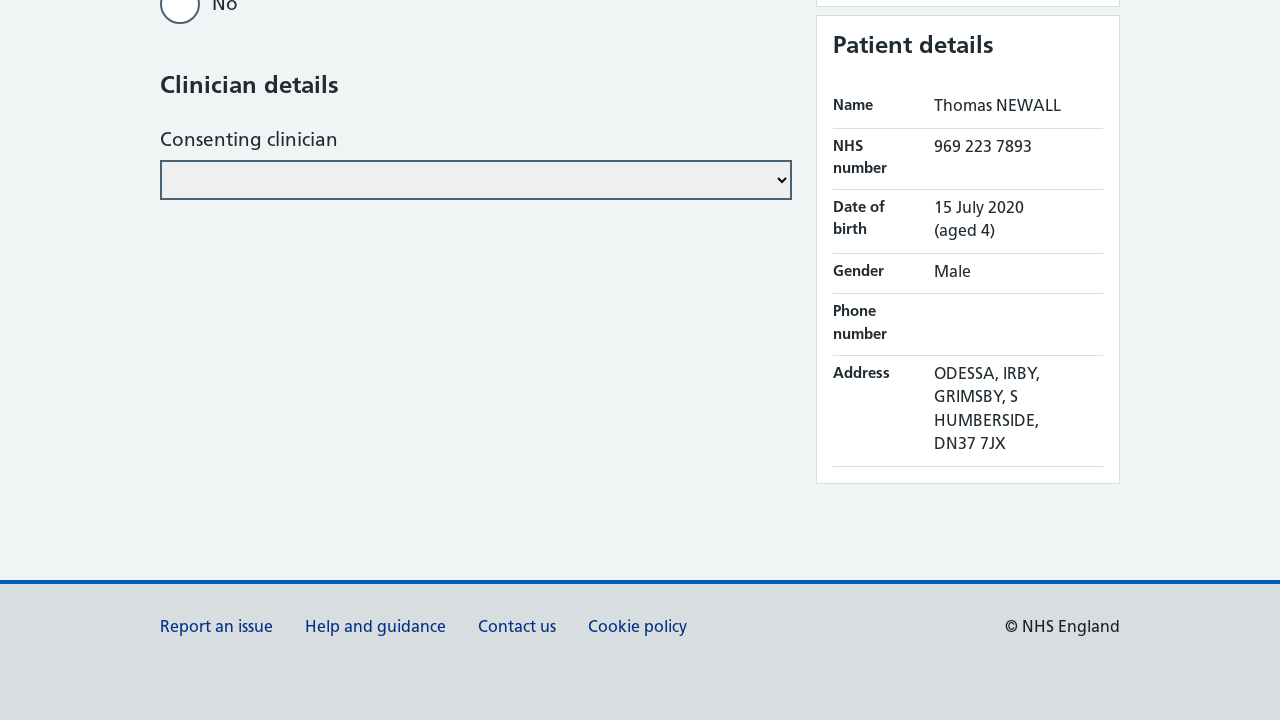 No
Clinician details
Consenting clinician
Patient details
Name Thomas NEWALL
NHS number 969 223 7893
Date of birth 15 July 2020 (aged 4)
Gender Male
Phone number
Address ODESSA, IRBY,
GRIMSBY, S
HUMBERSIDE,
DN37 7JX
Report an issue Help and guidance Contact us Cookie policy © NHS England